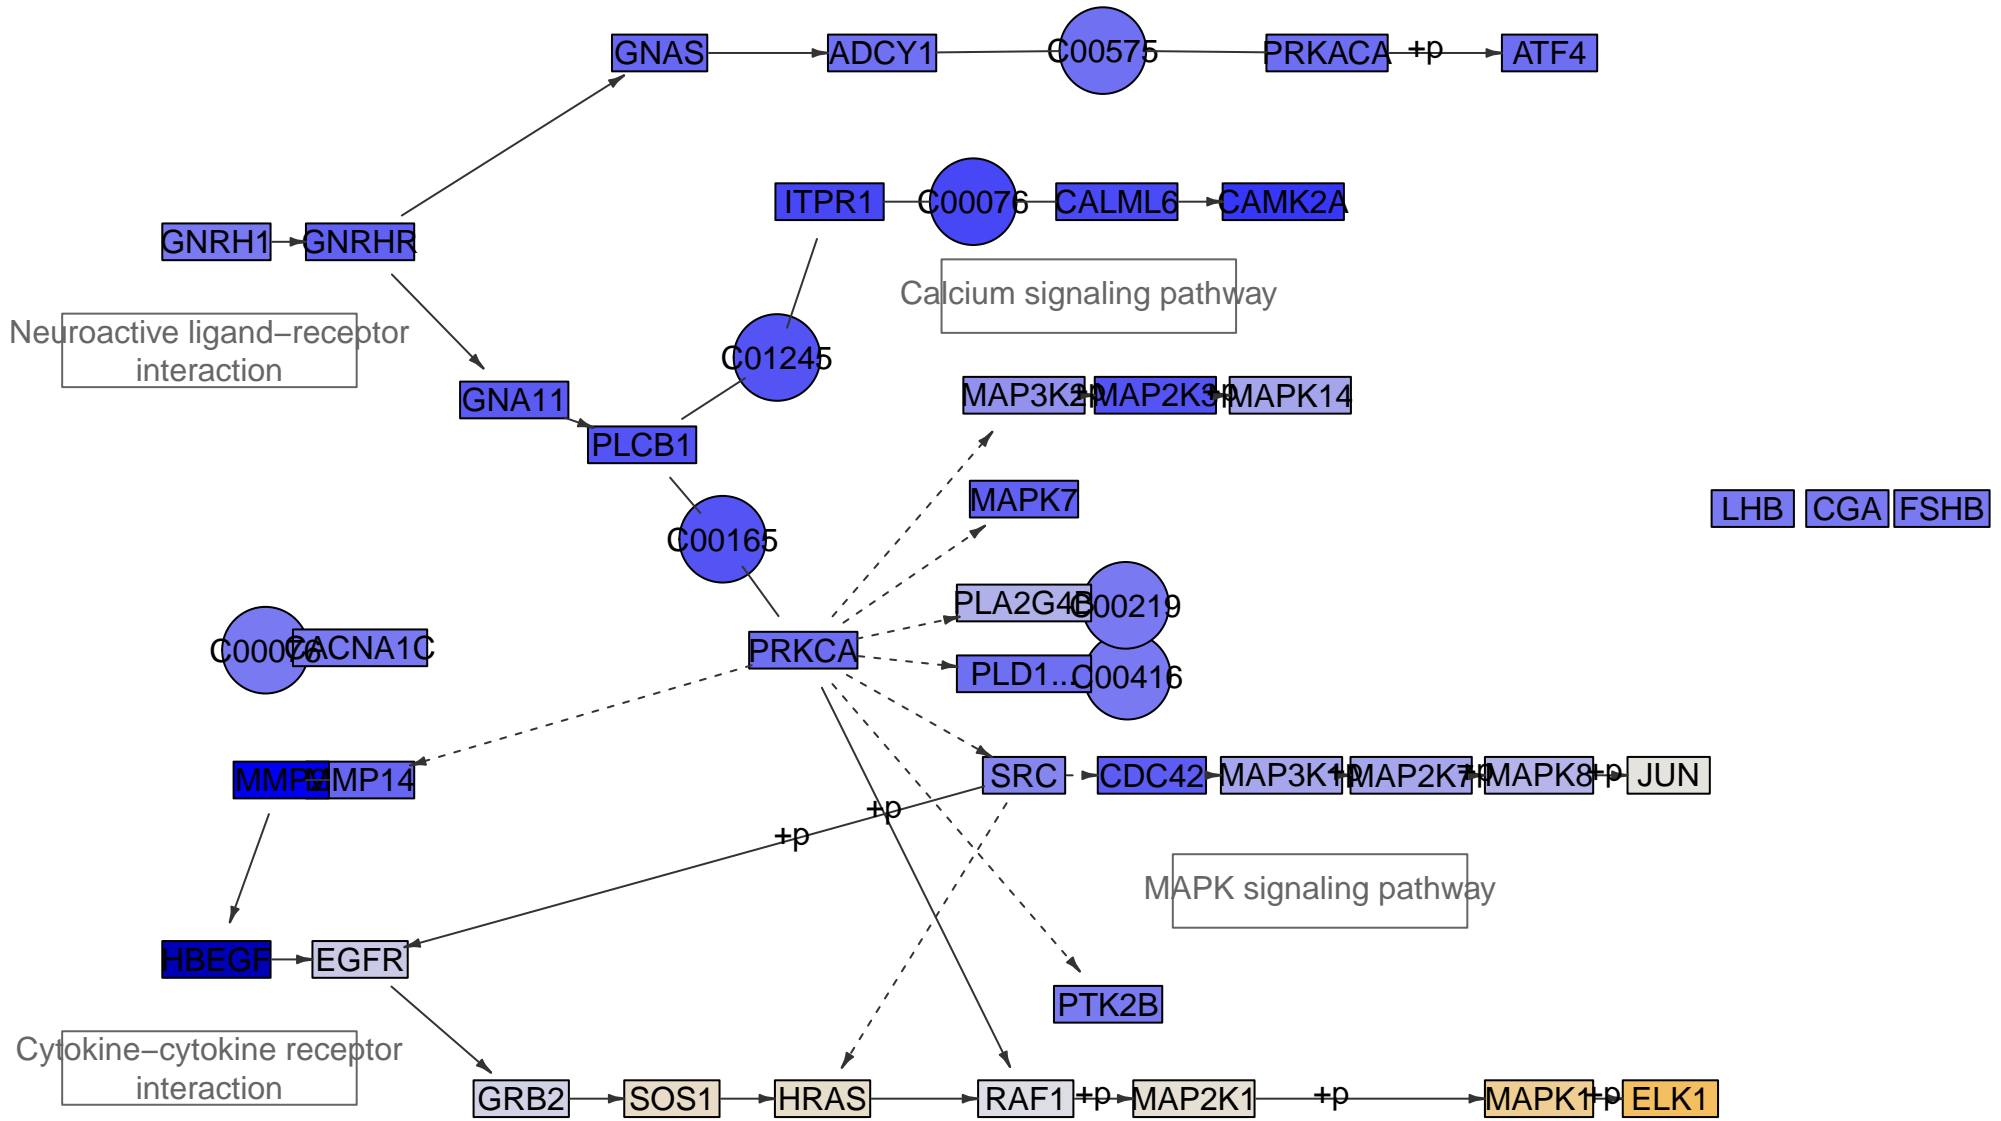 GNAS
ADCY1
C00575
PRKACA
+p
ATF4
ITPR1
C00076
CALML6
CAMK2A
GNRH1
GNRHR
Calcium signaling pathway
Neuroactive ligand–receptor
interaction
C01245
GNA11
PLCB1
MAP3K2
+p
MAP2K3
+p
MAPK14
MAPK7
LHB
CGA
FSHB
C00165
PLA2G4B
C00219
C00076
CACNA1C
PRKCA
PLD1...
C00416
MMP2
MMP14
SRC
CDC42
MAP3K1
+p
MAP2K7
+p
MAPK8
+p
JUN
+p
+p
MAPK signaling pathway
HBEGF
EGFR
PTK2B
Cytokine–cytokine receptor
interaction
GRB2
SOS1
HRAS
RAF1
+p
MAP2K1
+p
MAPK1
+p
ELK1